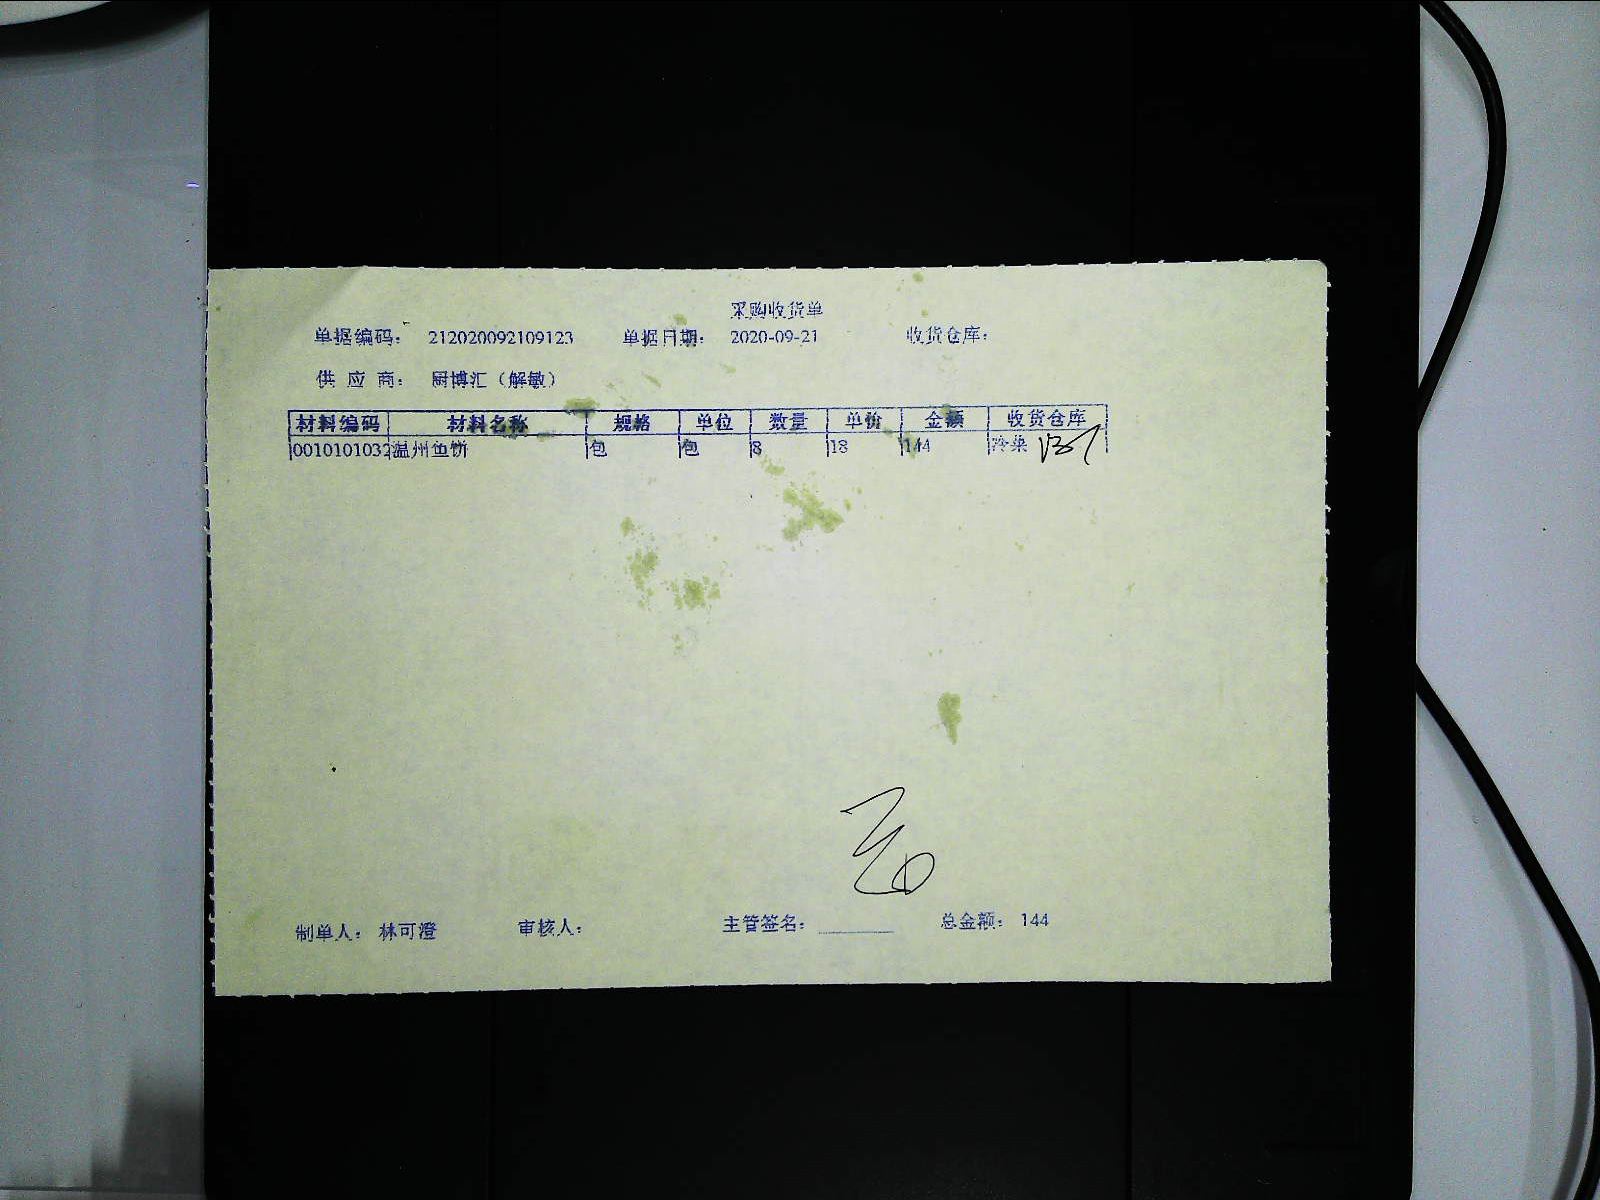 采购收货单
单据编码: 212020092109123 单据日期: 2020-09-21 收货仓库:
供 应 商: 厨博汇（解敏）
材料编码 材料名称 规格 单位 数量 单价 金额 收货仓库
0010101032 温州鱼饼 包 包 8 18 144 冷菜
制单人: 林可澄 审核人: 主管签名: 总金额: 144